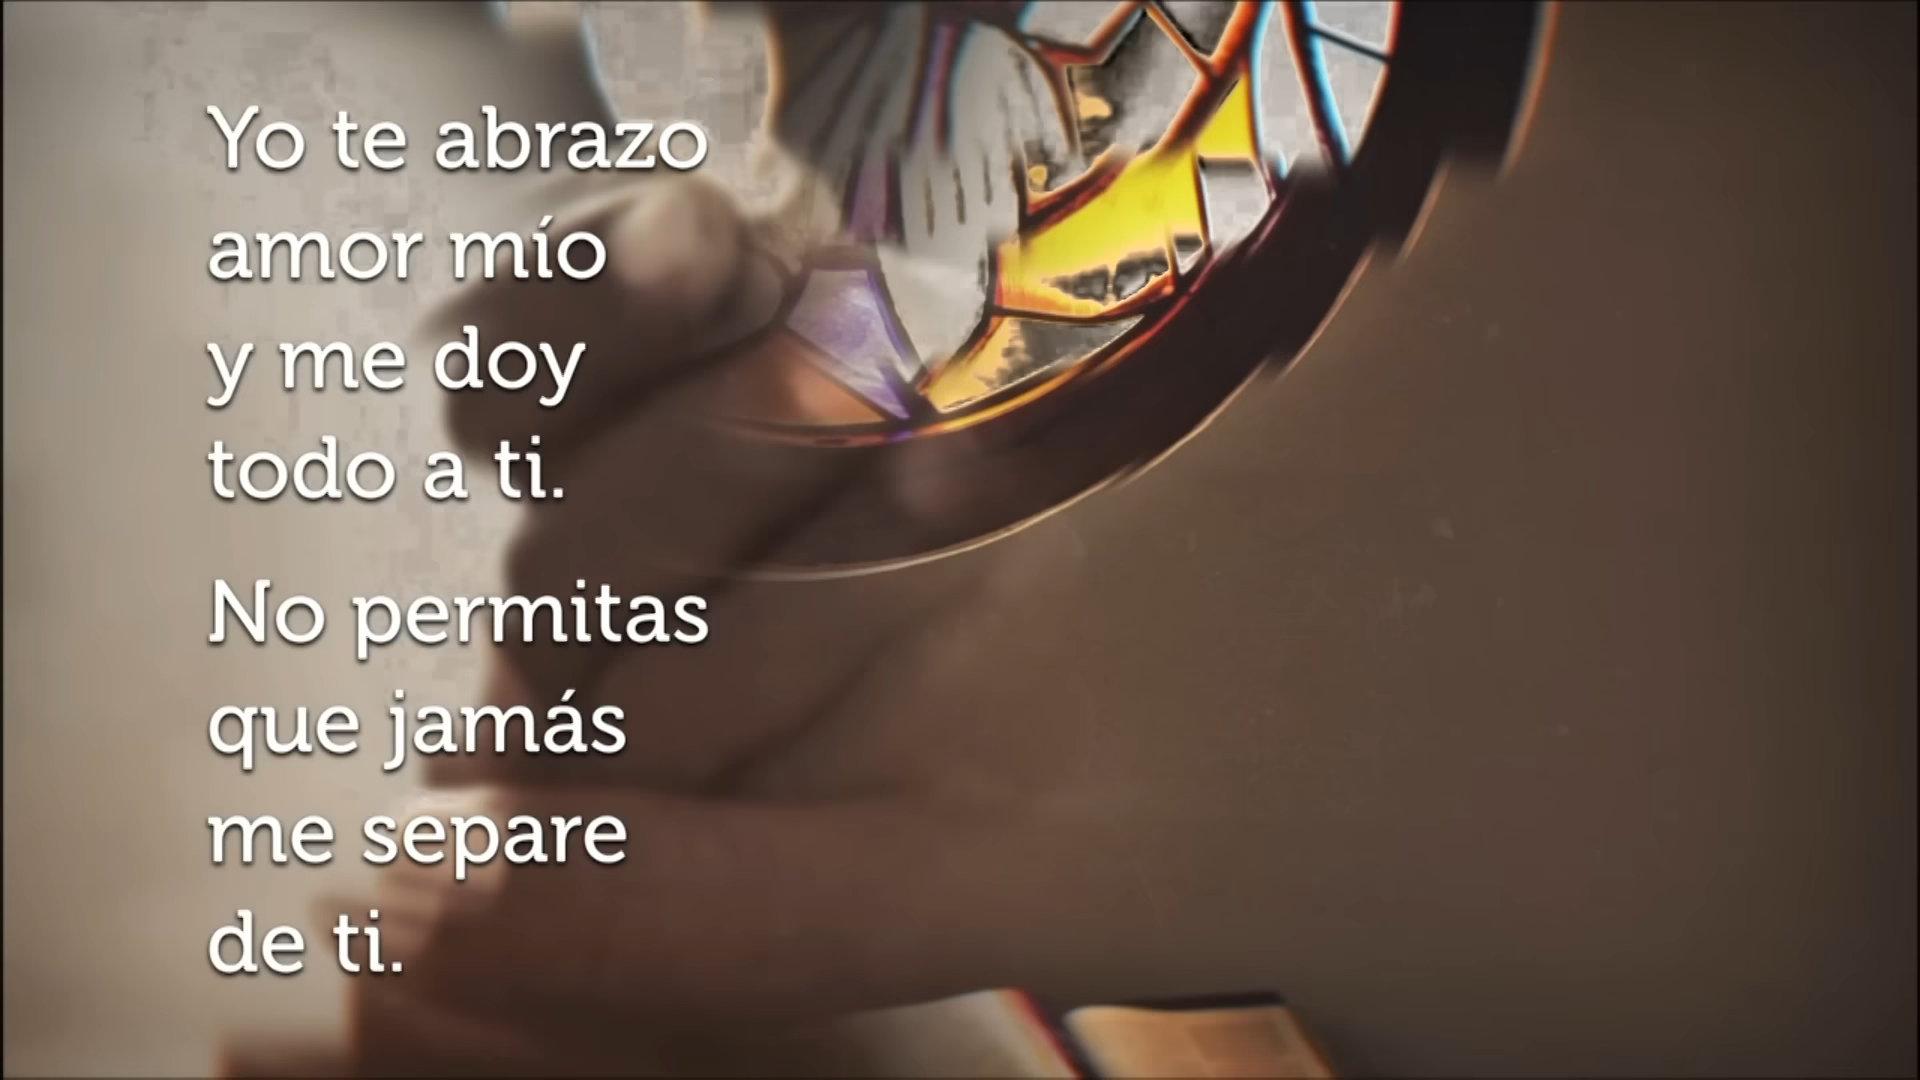 Yo te abrazo
amor mío
y me doy
todo a ti.
No permitas
que jamás
me separe
de ti.